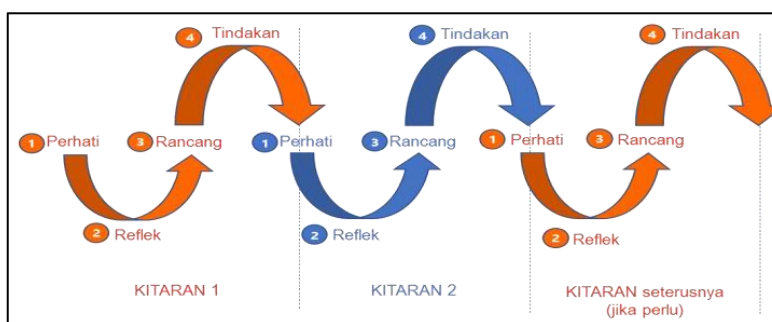 1 Perhati
2 Reflek
3 Rancang
4 Tindakan
KITARAN 1
1 Perhati
2 Reflek
3 Rancang
4 Tindakan
KITARAN 2
1 Perhati
2 Reflek
3 Rancang
4 Tindakan
KITARAN seterusnya
(jika perlu)